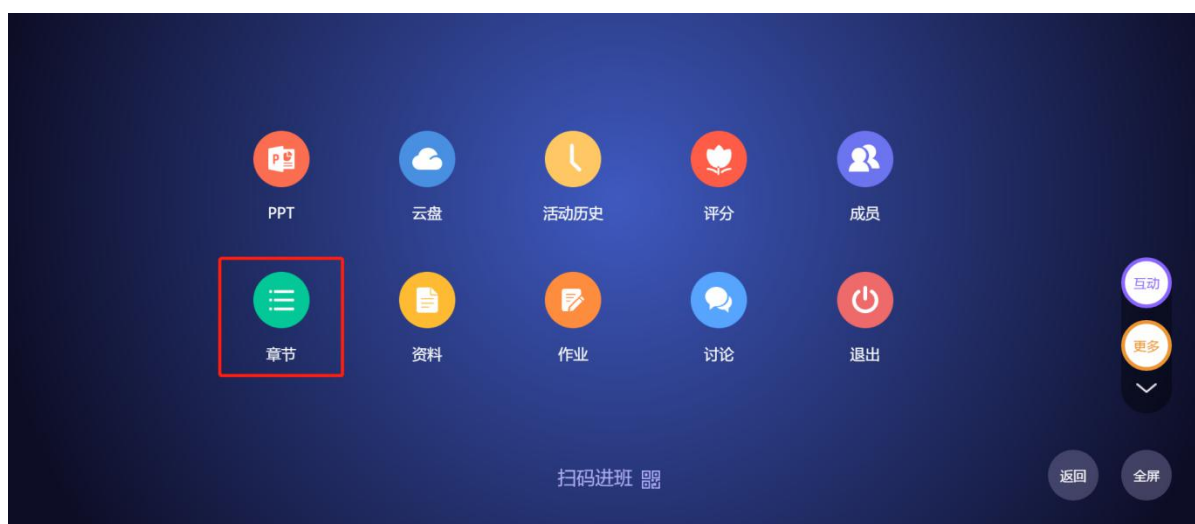 PPT 云盘 活动历史 评分 成员
章节 资料 作业 讨论 退出
互动
更多
扫码进班
返回 全屏